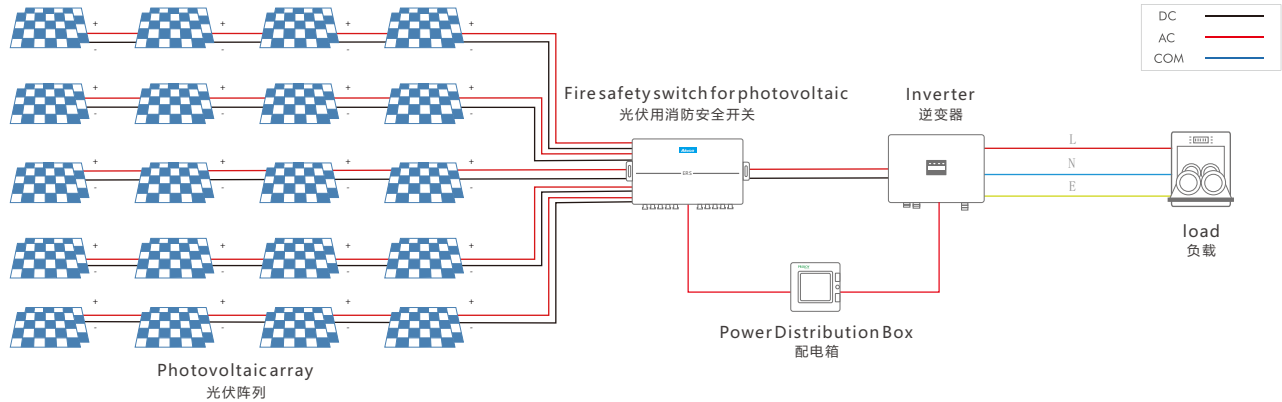 DC
AC
COM
Fire safety switch for photovoltaic
光伏用消防安全开关
Inverter
逆变器
ERS
L
N
E
load
负载
Power Distribution Box
配电箱
Photovoltaic array
光伏阵列